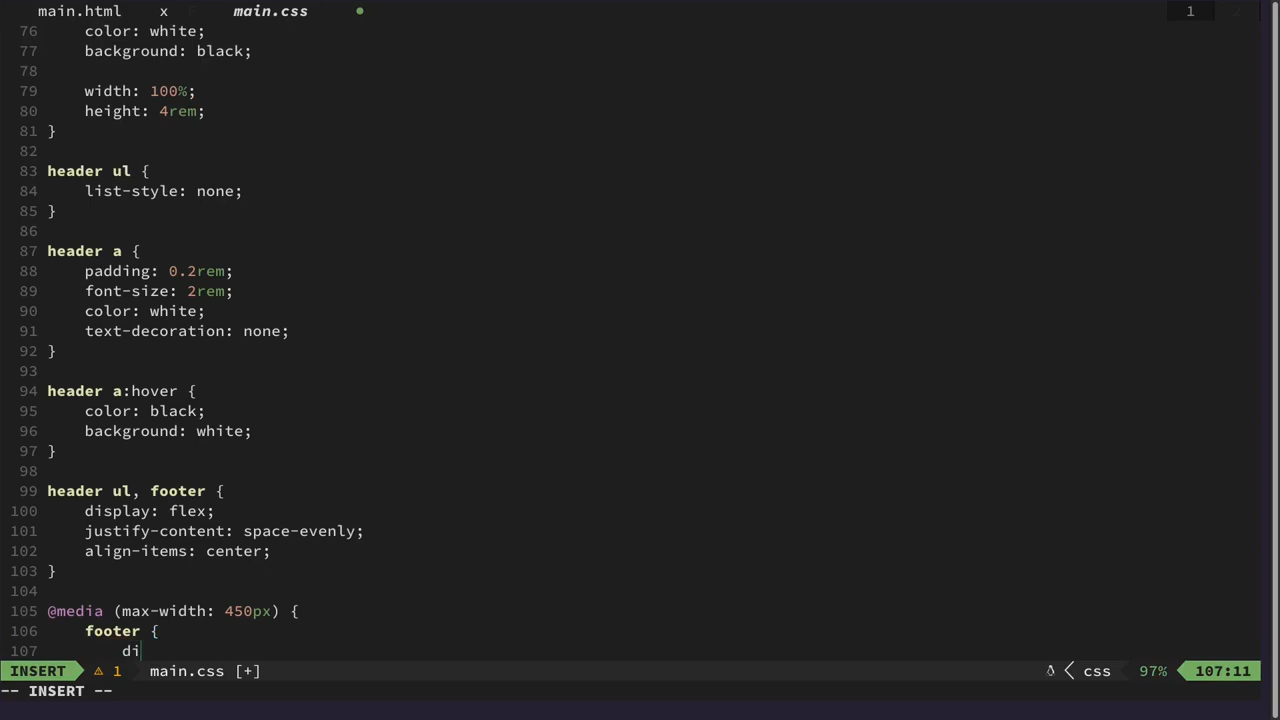 main.html x main.css 1 2
76 color: white;
77 background: black;
78
79 width: 100%;
80 height: 4rem;
81 }
82
83 header ul {
84 list-style: none;
85 }
86
87 header a {
88 padding: 0.2rem;
89 font-size: 2rem;
90 color: white;
91 text-decoration: none;
92 }
93
94 header a:hover {
95 color: black;
96 background: white;
97 }
98
99 header ul, footer {
100 display: flex;
101 justify-content: space-evenly;
102 align-items: center;
103 }
104
105 @media (max-width: 450px) {
106 footer {
107 di
INSERT ⚠ 1 main.css [+] css 97% 107:11
-- INSERT --